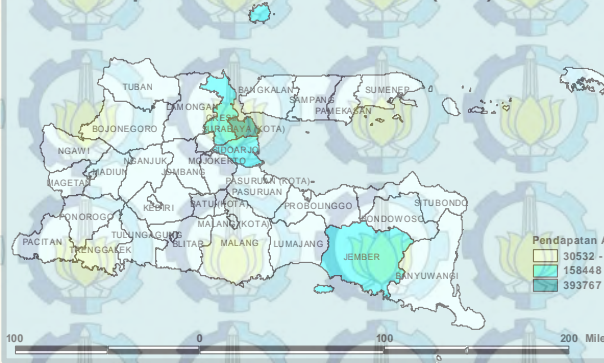 TUBAN
LAMONGAN
BANGKALAN
SAMPANG
PAMEKASAN
SUMENEP
BOJONEGORO
GRESIK
SURABAYA (KOTA)
SIDOARJO
NGAWI
NGANJUK
MOJOKERTO
MAGETAN
MADIUN
JOMBANG
PASURUAN (KOTA)
PASURUAN
KEDIRI
BATU (KOTA)
PROBOLINGGO
SITUBONDO
BONDOWOSO
PONOROGO
MALANG (KOTA)
PACITAN
TRENGGALEK
TULUNGAGUNG
BLITAR
MALANG
LUMAJANG
JEMBER
BANYUWANGI
Pendapatan A
30532 -
158448
393767
100 0 100 200 Mile